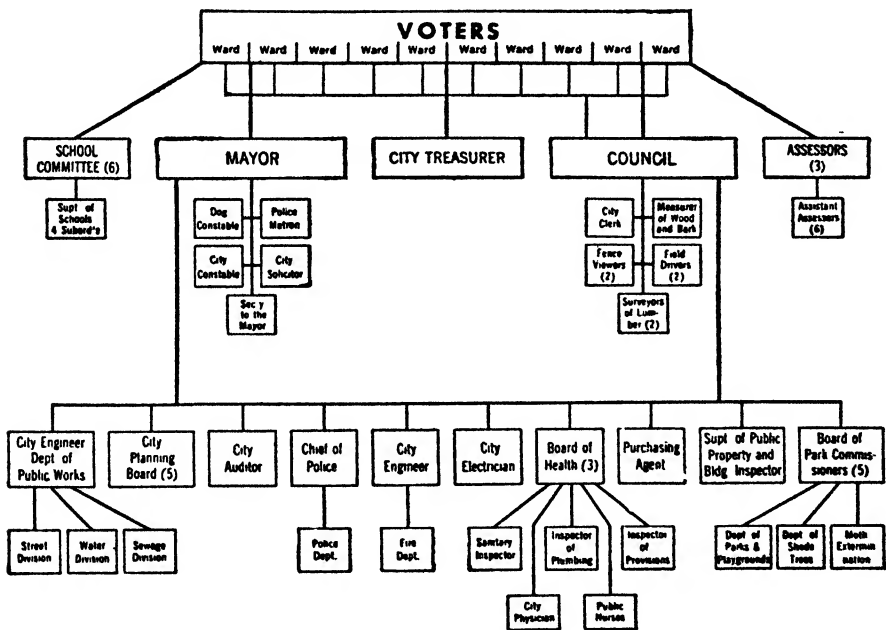 VOTERS
Ward Ward Ward Ward Ward Ward Ward Ward Ward Ward
SCHOOL
COMMITTEE (6)
MAYOR
CITY TREASURER
COUNCIL
ASSESSORS
(3)
Supt of
Schools
4 Subord's
Dog
Constable
Police
Matron
City
Constable
City
Solicitor
Sec y
to the
Mayor
City
Clerk
Measurer
of Wood
and Bark
Fence
Viewers
(2)
Field
Drivers
(2)
Surveyors
of Lum-
ber (2)
Assistant
Assessors
(6)
City Engineer
Dept of
Public Works
City
Planning
Board (5)
City
Auditor
Chief of
Police
City
Engineer
City
Electrician
Board of
Health (3)
Purchasing
Agent
Supt of Public
Property and
Bldg Inspector
Board of
Park Commis-
sioners (5)
Street
Division
Water
Division
Sewage
Division
Police
Dept.
Fire
Dept.
Sanitary
Inspector
Inspector
of Plumbing
Inspector
of Provisions
Dept of
Parks &
Playgrounds
Dept of
Shade
Trees
Moth
Extermi
nation
City
Physician
Public
Nurses